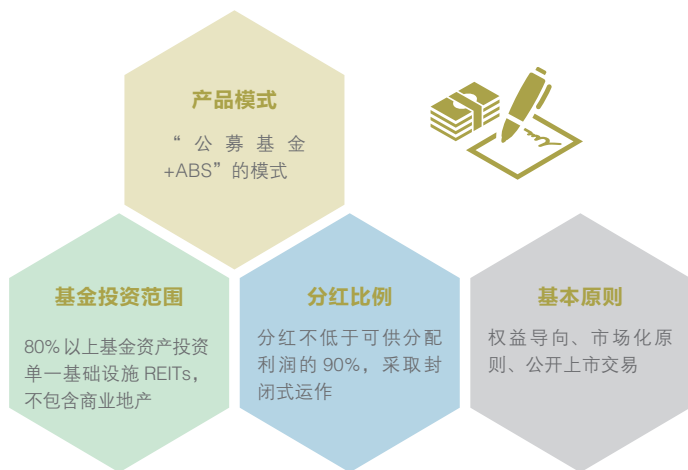 产品模式
“公募基金
+ABS”的模式
基金投资范围
80% 以上基金资产投资
单一基础设施 REITs，
不包含商业地产
分红比例
分红不低于可供分配
利润的 90%，采取封
闭式运作
基本原则
权益导向、市场化原
则、公开上市交易